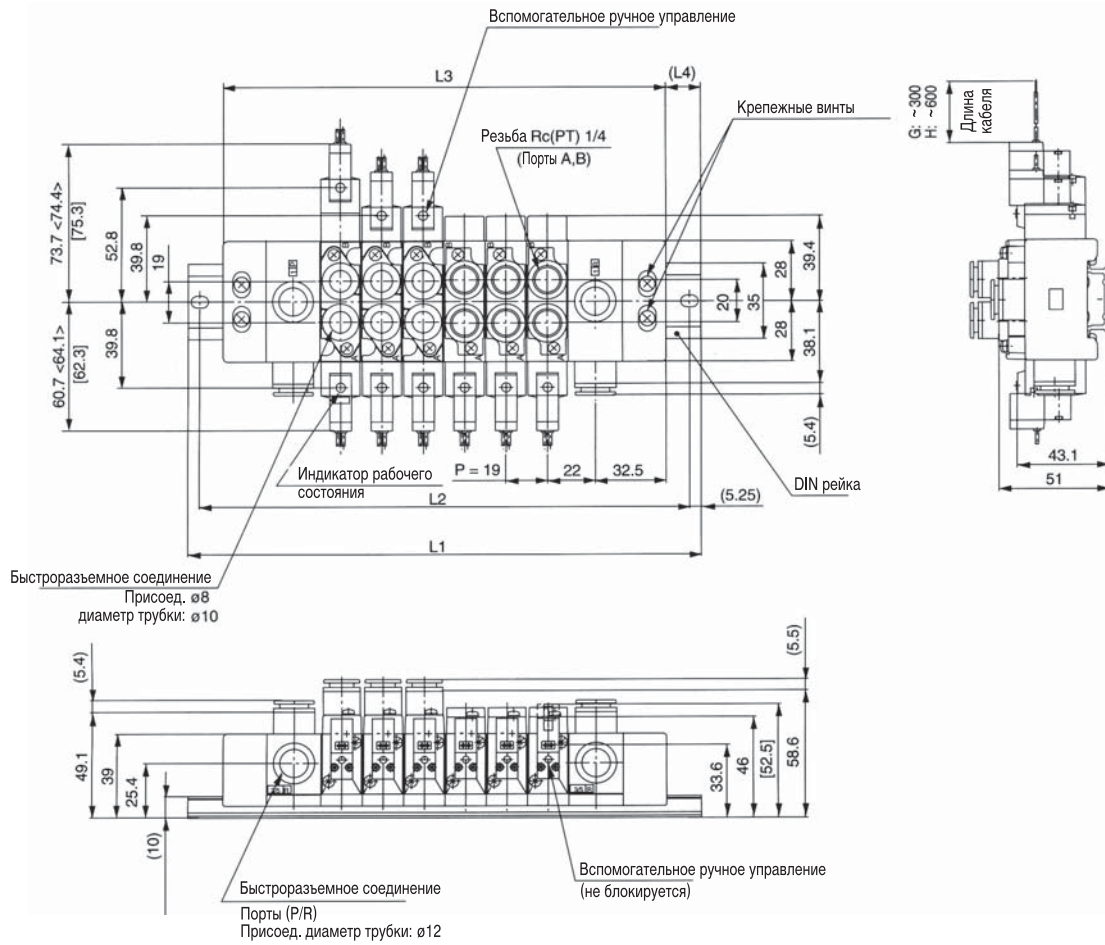 Вспомогательное ручное управление
L3
(L4)
Крепежные винты
G: ~300
H: ~600
Длина
кабеля
Резьба Rc(PT) 1/4
(Порты A,B)
73.7 <74.4>
[75.3]
52.8
39.8
19
39.4
28
20
35
28
38.1
(5.4)
60.7 <64.1>
[62.3]
39.8
Индикатор рабочего
состояния
P = 19
22
32.5
DIN рейка
43.1
51
L2
(5.25)
L1
Быстроразъемное соединение
Присоед. ø8
диаметр трубки: ø10
(5.4)
(5.5)
49.1
39
25.4
(10)
33.6
46
[52.5]
58.6
Вспомогательное ручное управление
(не блокируется)
Быстроразъемное соединение
Порты (P/R)
Присоед. диаметр трубки: ø12